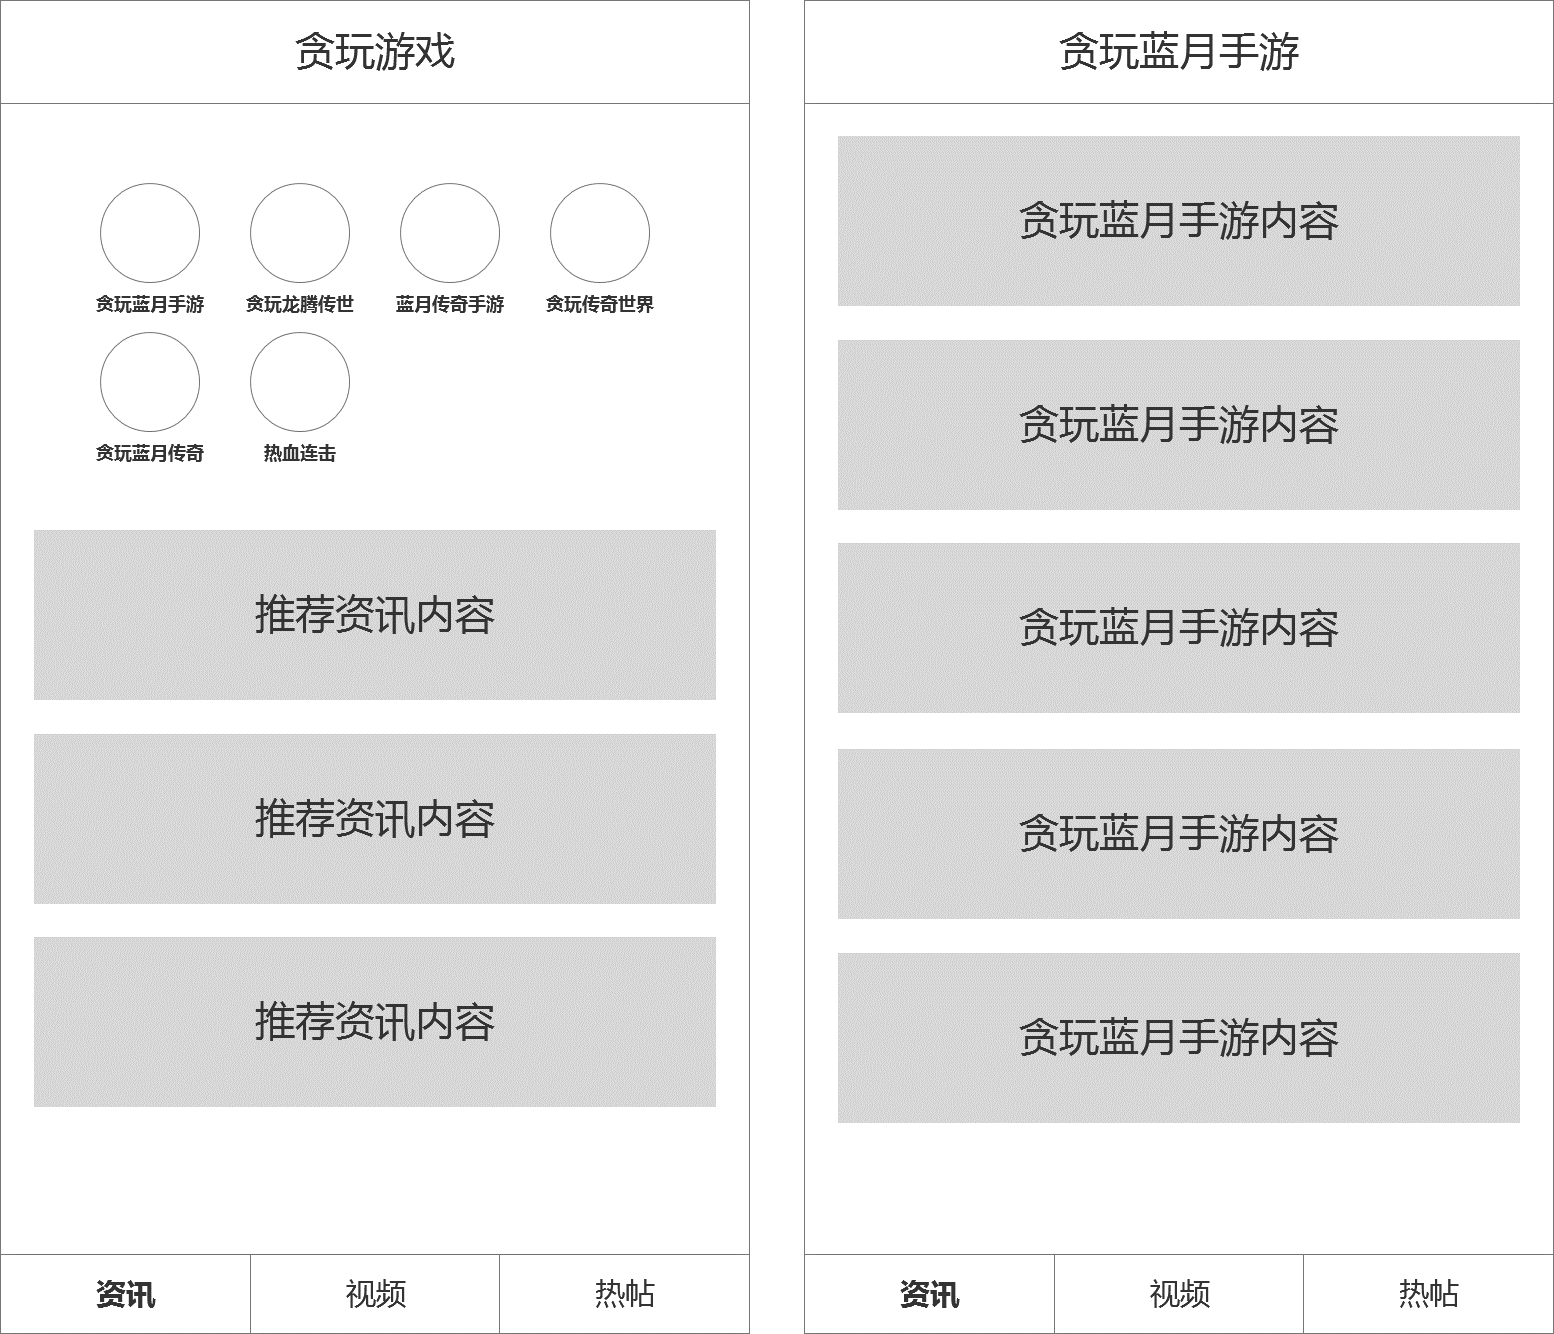 贪玩游戏
贪玩蓝月手游 贪玩龙腾传世 蓝月传奇手游 贪玩传奇世界
贪玩蓝月传奇 热血连击
推荐资讯内容
推荐资讯内容
推荐资讯内容
资讯 视频 热帖
贪玩蓝月手游
贪玩蓝月手游内容
贪玩蓝月手游内容
贪玩蓝月手游内容
贪玩蓝月手游内容
贪玩蓝月手游内容
资讯 视频 热帖